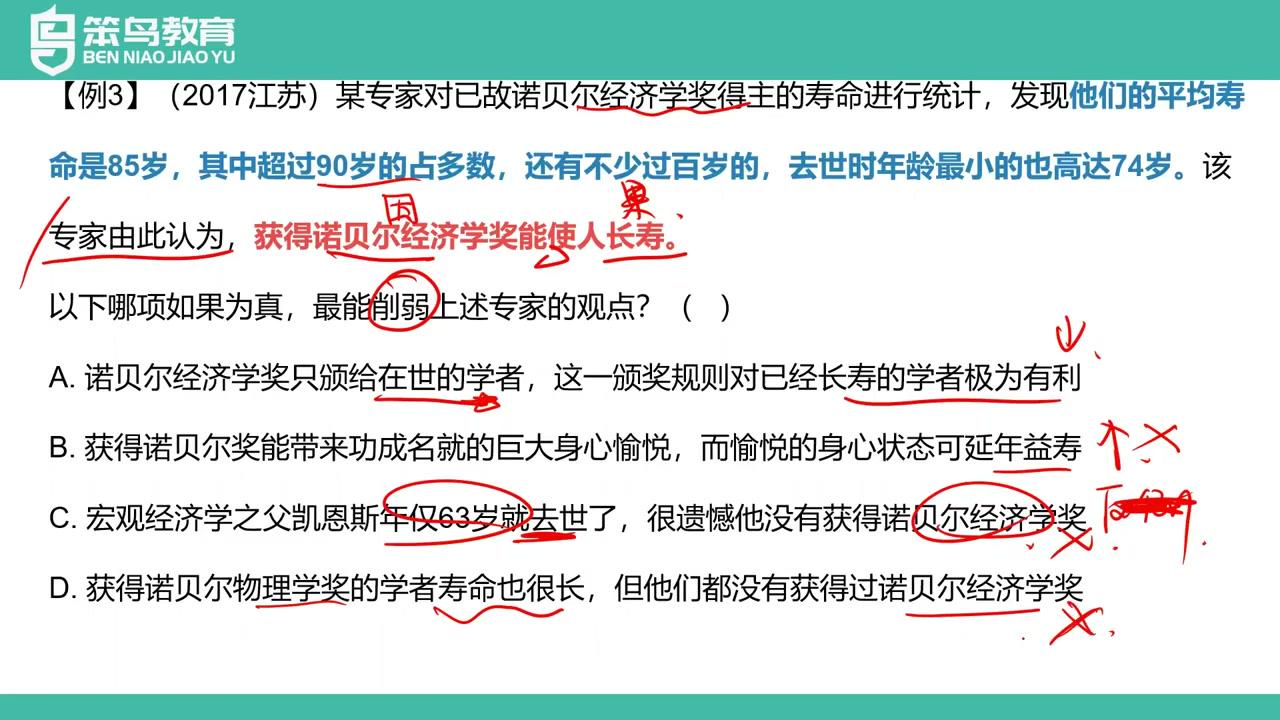 笨鸟教育
BEN NIAO JIAO YU
【例3】（2017江苏）某专家对已故诺贝尔经济学奖得主的寿命进行统计，发现他们的平均寿
命是85岁，其中超过90岁的占多数，还有不少过百岁的，去世时年龄最小的也高达74岁。该
因 果
专家由此认为，获得诺贝尔经济学奖能使人长寿。
以下哪项如果为真，最能削弱上述专家的观点？（ ）
A. 诺贝尔经济学奖只颁给在世的学者，这一颁奖规则对已经长寿的学者极为有利
B. 获得诺贝尔奖能带来功成名就的巨大身心愉悦，而愉悦的身心状态可延年益寿
C. 宏观经济学之父凯恩斯年仅63岁就去世了，很遗憾他没有获得诺贝尔经济学奖
D. 获得诺贝尔物理学奖的学者寿命也很长，但他们都没有获得过诺贝尔经济学奖